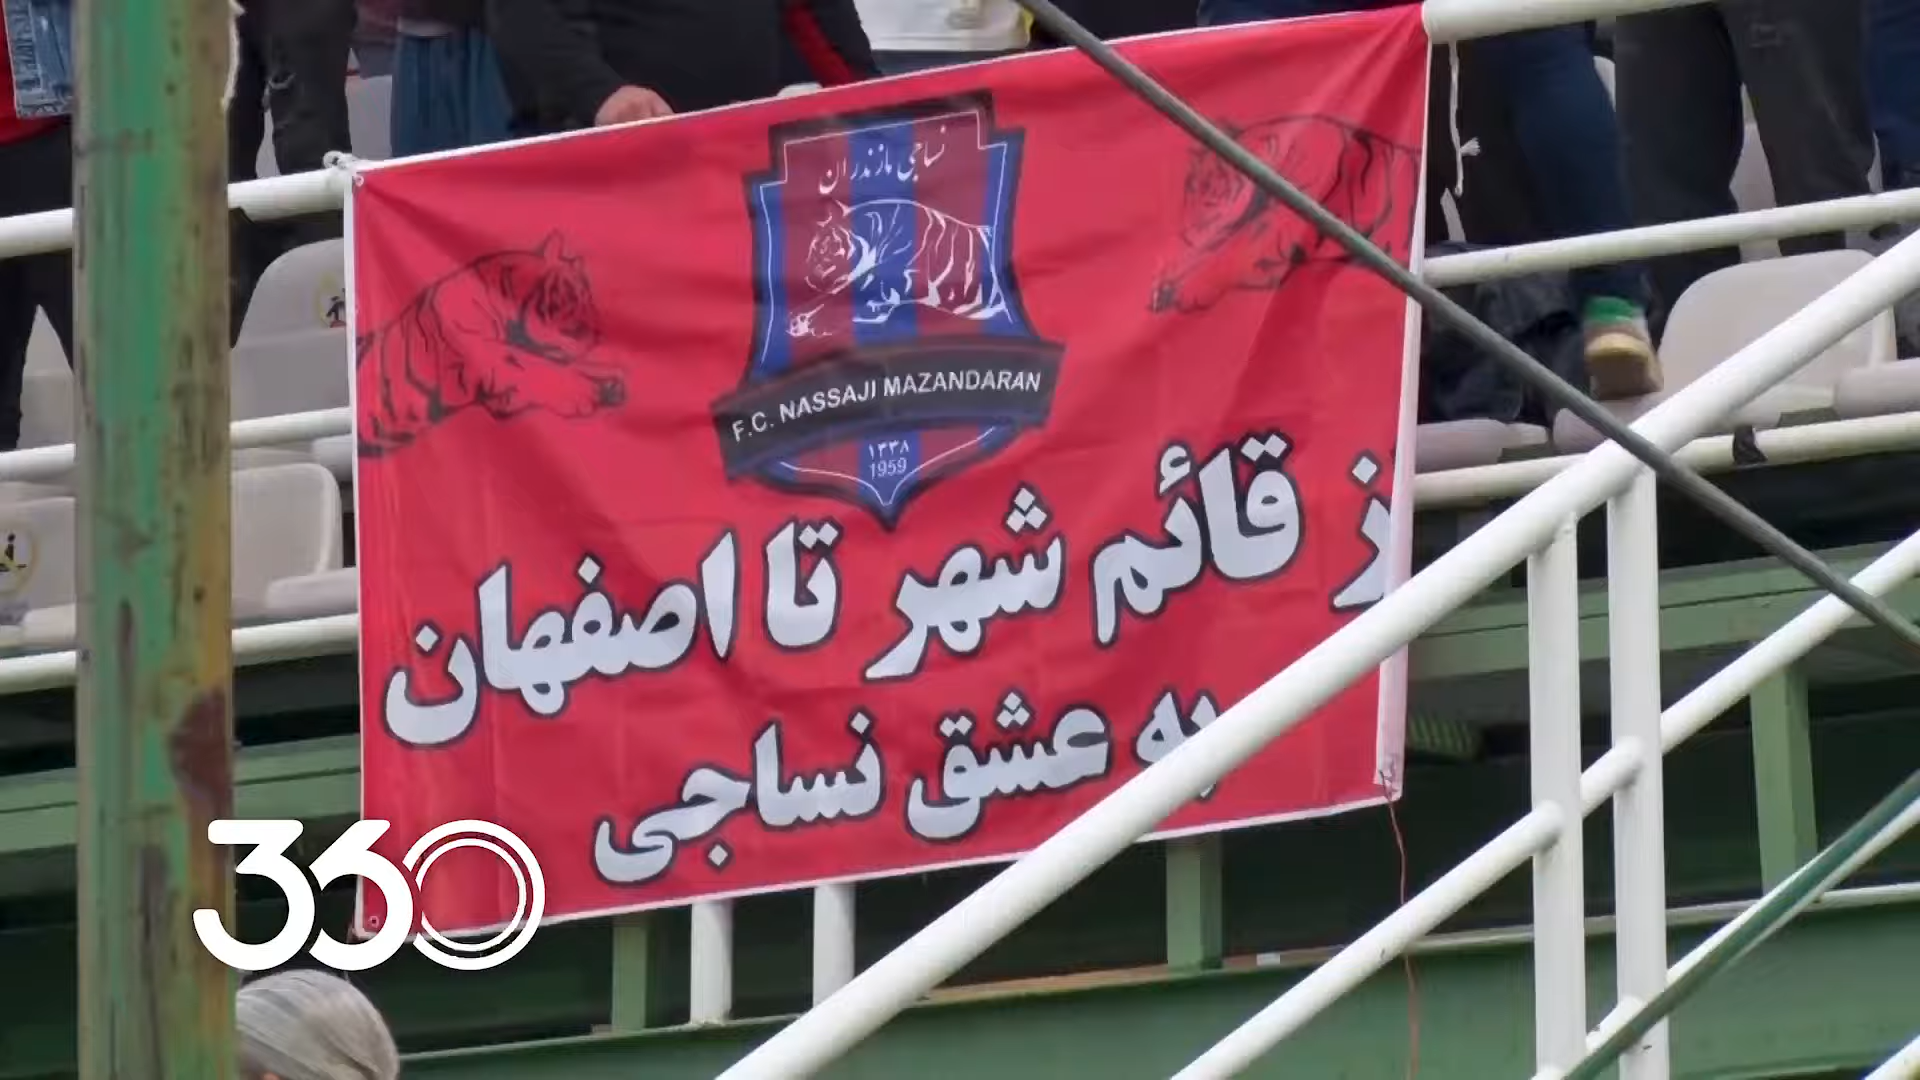 نساجی مازندران
F.C. NASSAJI MAZANDARAN
۱۳۳۸
1959
ز قائم شهر تا اصفهان
به عشق نساجی
360